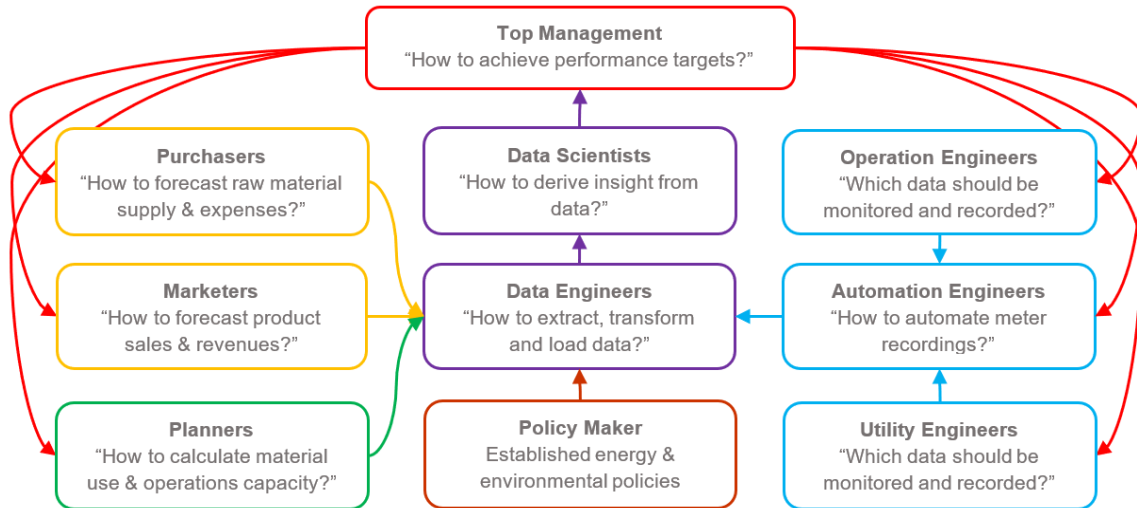 Top Management
“How to achieve performance targets?”
Purchasers
“How to forecast raw material
supply & expenses?”
Data Scientists
“How to derive insight from
data?”
Operation Engineers
“Which data should be
monitored and recorded?”
Marketers
“How to forecast product
sales & revenues?”
Data Engineers
“How to extract, transform
and load data?”
Automation Engineers
“How to automate meter
recordings?”
Planners
“How to calculate material
use & operations capacity?”
Policy Maker
Established energy &
environmental policies
Utility Engineers
“Which data should be
monitored and recorded?”